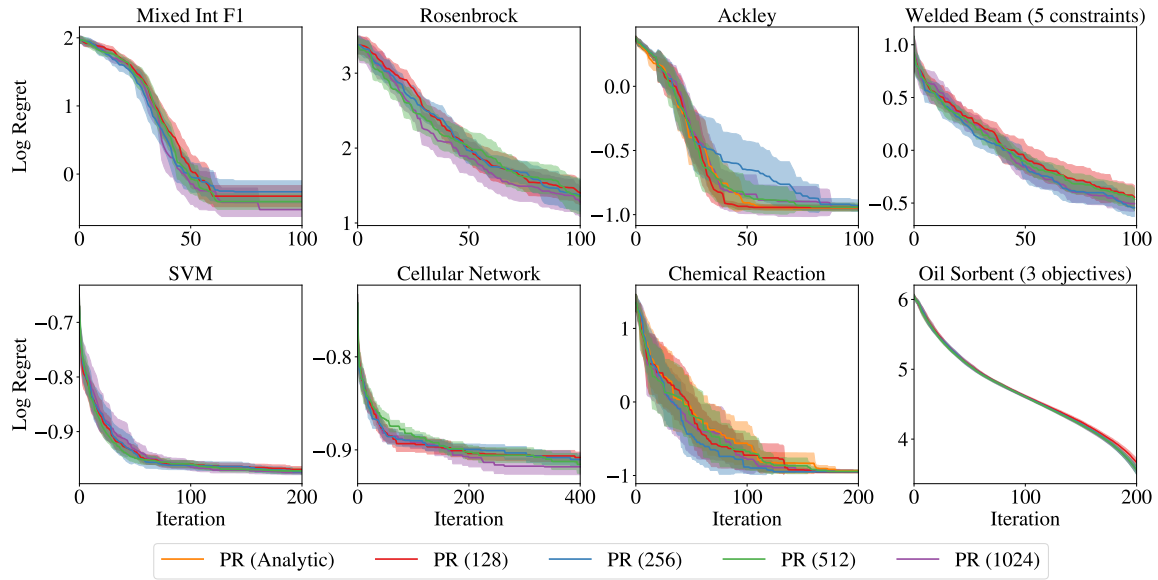 Mixed Int F1
Rosenbrock
Ackley
Welded Beam (5 constraints)
Log Regret
2
1
0
0
50
100
3
2
1
0
50
100
0.0
−0.5
−1.0
0
50
100
1.0
0.5
0.0
−0.5
0
50
100
SVM
Cellular Network
Chemical Reaction
Oil Sorbent (3 objectives)
Log Regret
−0.7
−0.8
−0.9
0
100
200
Iteration
−0.8
−0.9
0
200
400
Iteration
1
0
−1
0
100
200
Iteration
6
5
4
0
100
200
Iteration
PR (Analytic)
PR (128)
PR (256)
PR (512)
PR (1024)